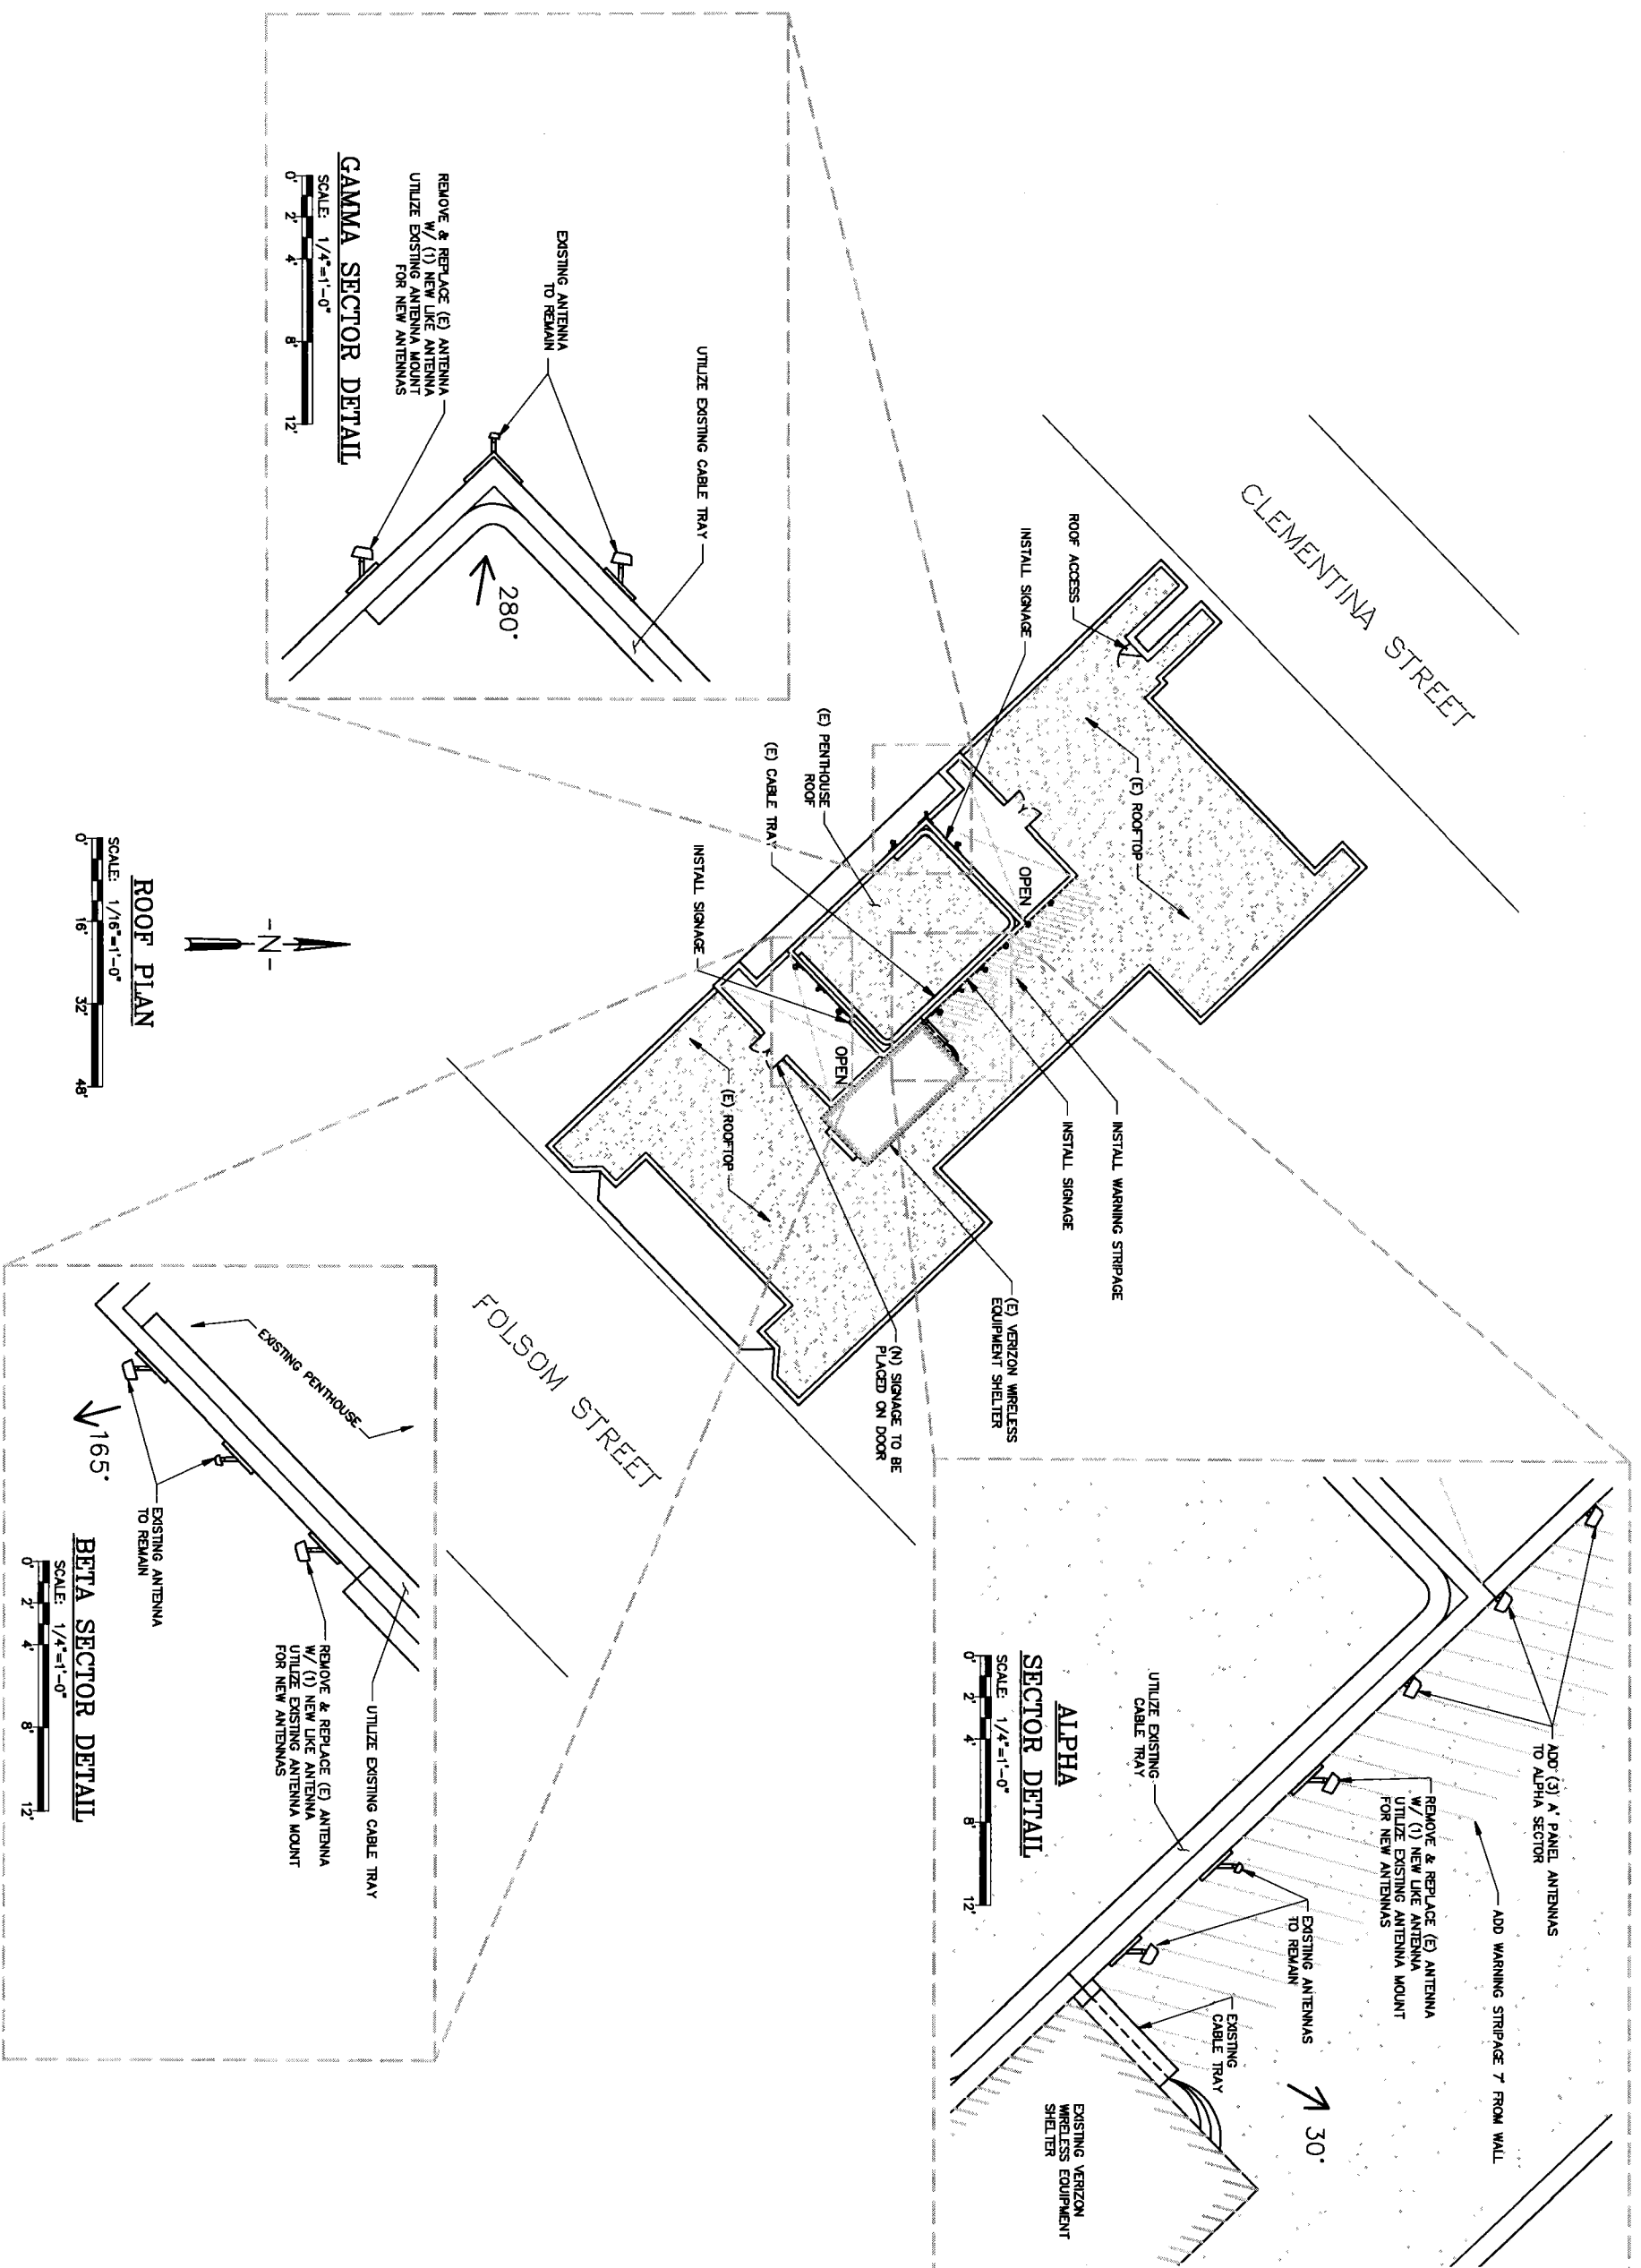 CLEMENTINA STREET
ROOF ACCESS
INSTALL SIGNAGE
(E) ROOFTOP
OPEN
(E) PENTHOUSE
ROOF
(E) CABLE TRAY
INSTALL SIGNAGE
OPEN
(E) ROOFTOP
INSTALL WARNING STRIPAGE
INSTALL SIGNAGE
(E) VERIZON WIRELESS
EQUIPMENT SHELTER
(N) SIGNAGE TO BE
PLACED ON DOOR
FOLSOM STREET
-N-
ROOF PLAN
SCALE: 1/16"=1'-0"
0' 16' 32' 48'
UTILIZE EXISTING CABLE TRAY
EXISTING ANTENNA
TO REMAIN
REMOVE & REPLACE (E) ANTENNA
W/ (1) NEW LIKE ANTENNA
UTILIZE EXISTING ANTENNA MOUNT
FOR NEW ANTENNAS
280°
GAMMA SECTOR DETAIL
SCALE: 1/4"=1'-0"
0' 2' 4' 8' 12'
ADD (3) A' PANEL ANTENNAS
TO ALPHA SECTOR
ADD WARNING STRIPAGE 7' FROM WALL
REMOVE & REPLACE (E) ANTENNA
W/ (1) NEW LIKE ANTENNA
UTILIZE EXISTING ANTENNA MOUNT
FOR NEW ANTENNAS
EXISTING ANTENNAS
TO REMAIN
30°
EXISTING
CABLE TRAY
EXISTING VERIZON
WIRELESS EQUIPMENT
SHELTER
UTILIZE EXISTING
CABLE TRAY
ALPHA
SECTOR DETAIL
SCALE: 1/4"=1'-0"
0' 2' 4' 8' 12'
EXISTING PENTHOUSE
UTILIZE EXISTING CABLE TRAY
REMOVE & REPLACE (E) ANTENNA
W/ (1) NEW LIKE ANTENNA
UTILIZE EXISTING ANTENNA MOUNT
FOR NEW ANTENNAS
EXISTING ANTENNA
TO REMAIN
165°
BETA SECTOR DETAIL
SCALE: 1/4"=1'-0"
0' 2' 4' 8' 12'